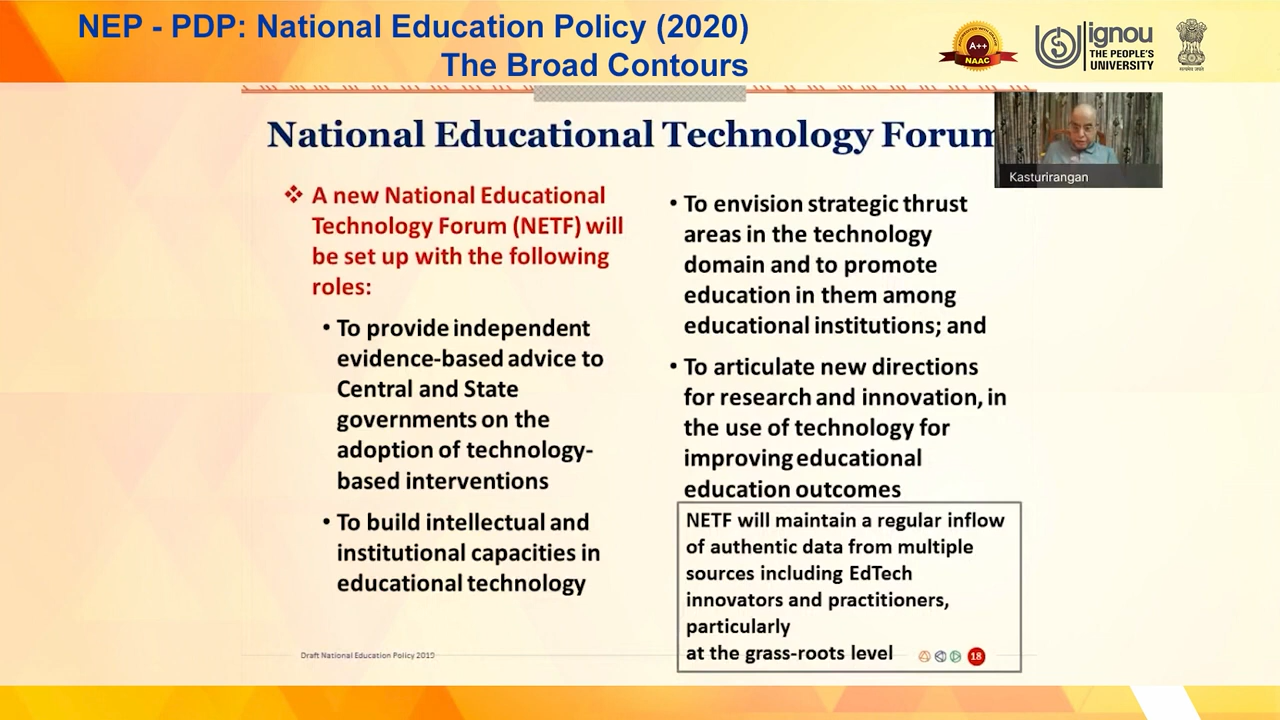 NEP - PDP: National Education Policy (2020)
The Broad Contours
A++
NAAC
ignou
THE PEOPLE'S
UNIVERSITY
National Educational Technology Forum
Kasturirangan
❖ A new National Educational
Technology Forum (NETF) will
be set up with the following
roles:
• To provide independent
evidence-based advice to
Central and State
governments on the
adoption of technology-
based interventions
• To build intellectual and
institutional capacities in
educational technology
• To envision strategic thrust
areas in the technology
domain and to promote
education in them among
educational institutions; and
• To articulate new directions
for research and innovation, in
the use of technology for
improving educational
education outcomes
NETF will maintain a regular inflow
of authentic data from multiple
sources including EdTech
innovators and practitioners,
particularly
at the grass-roots level
Draft National Education Policy 2019
18